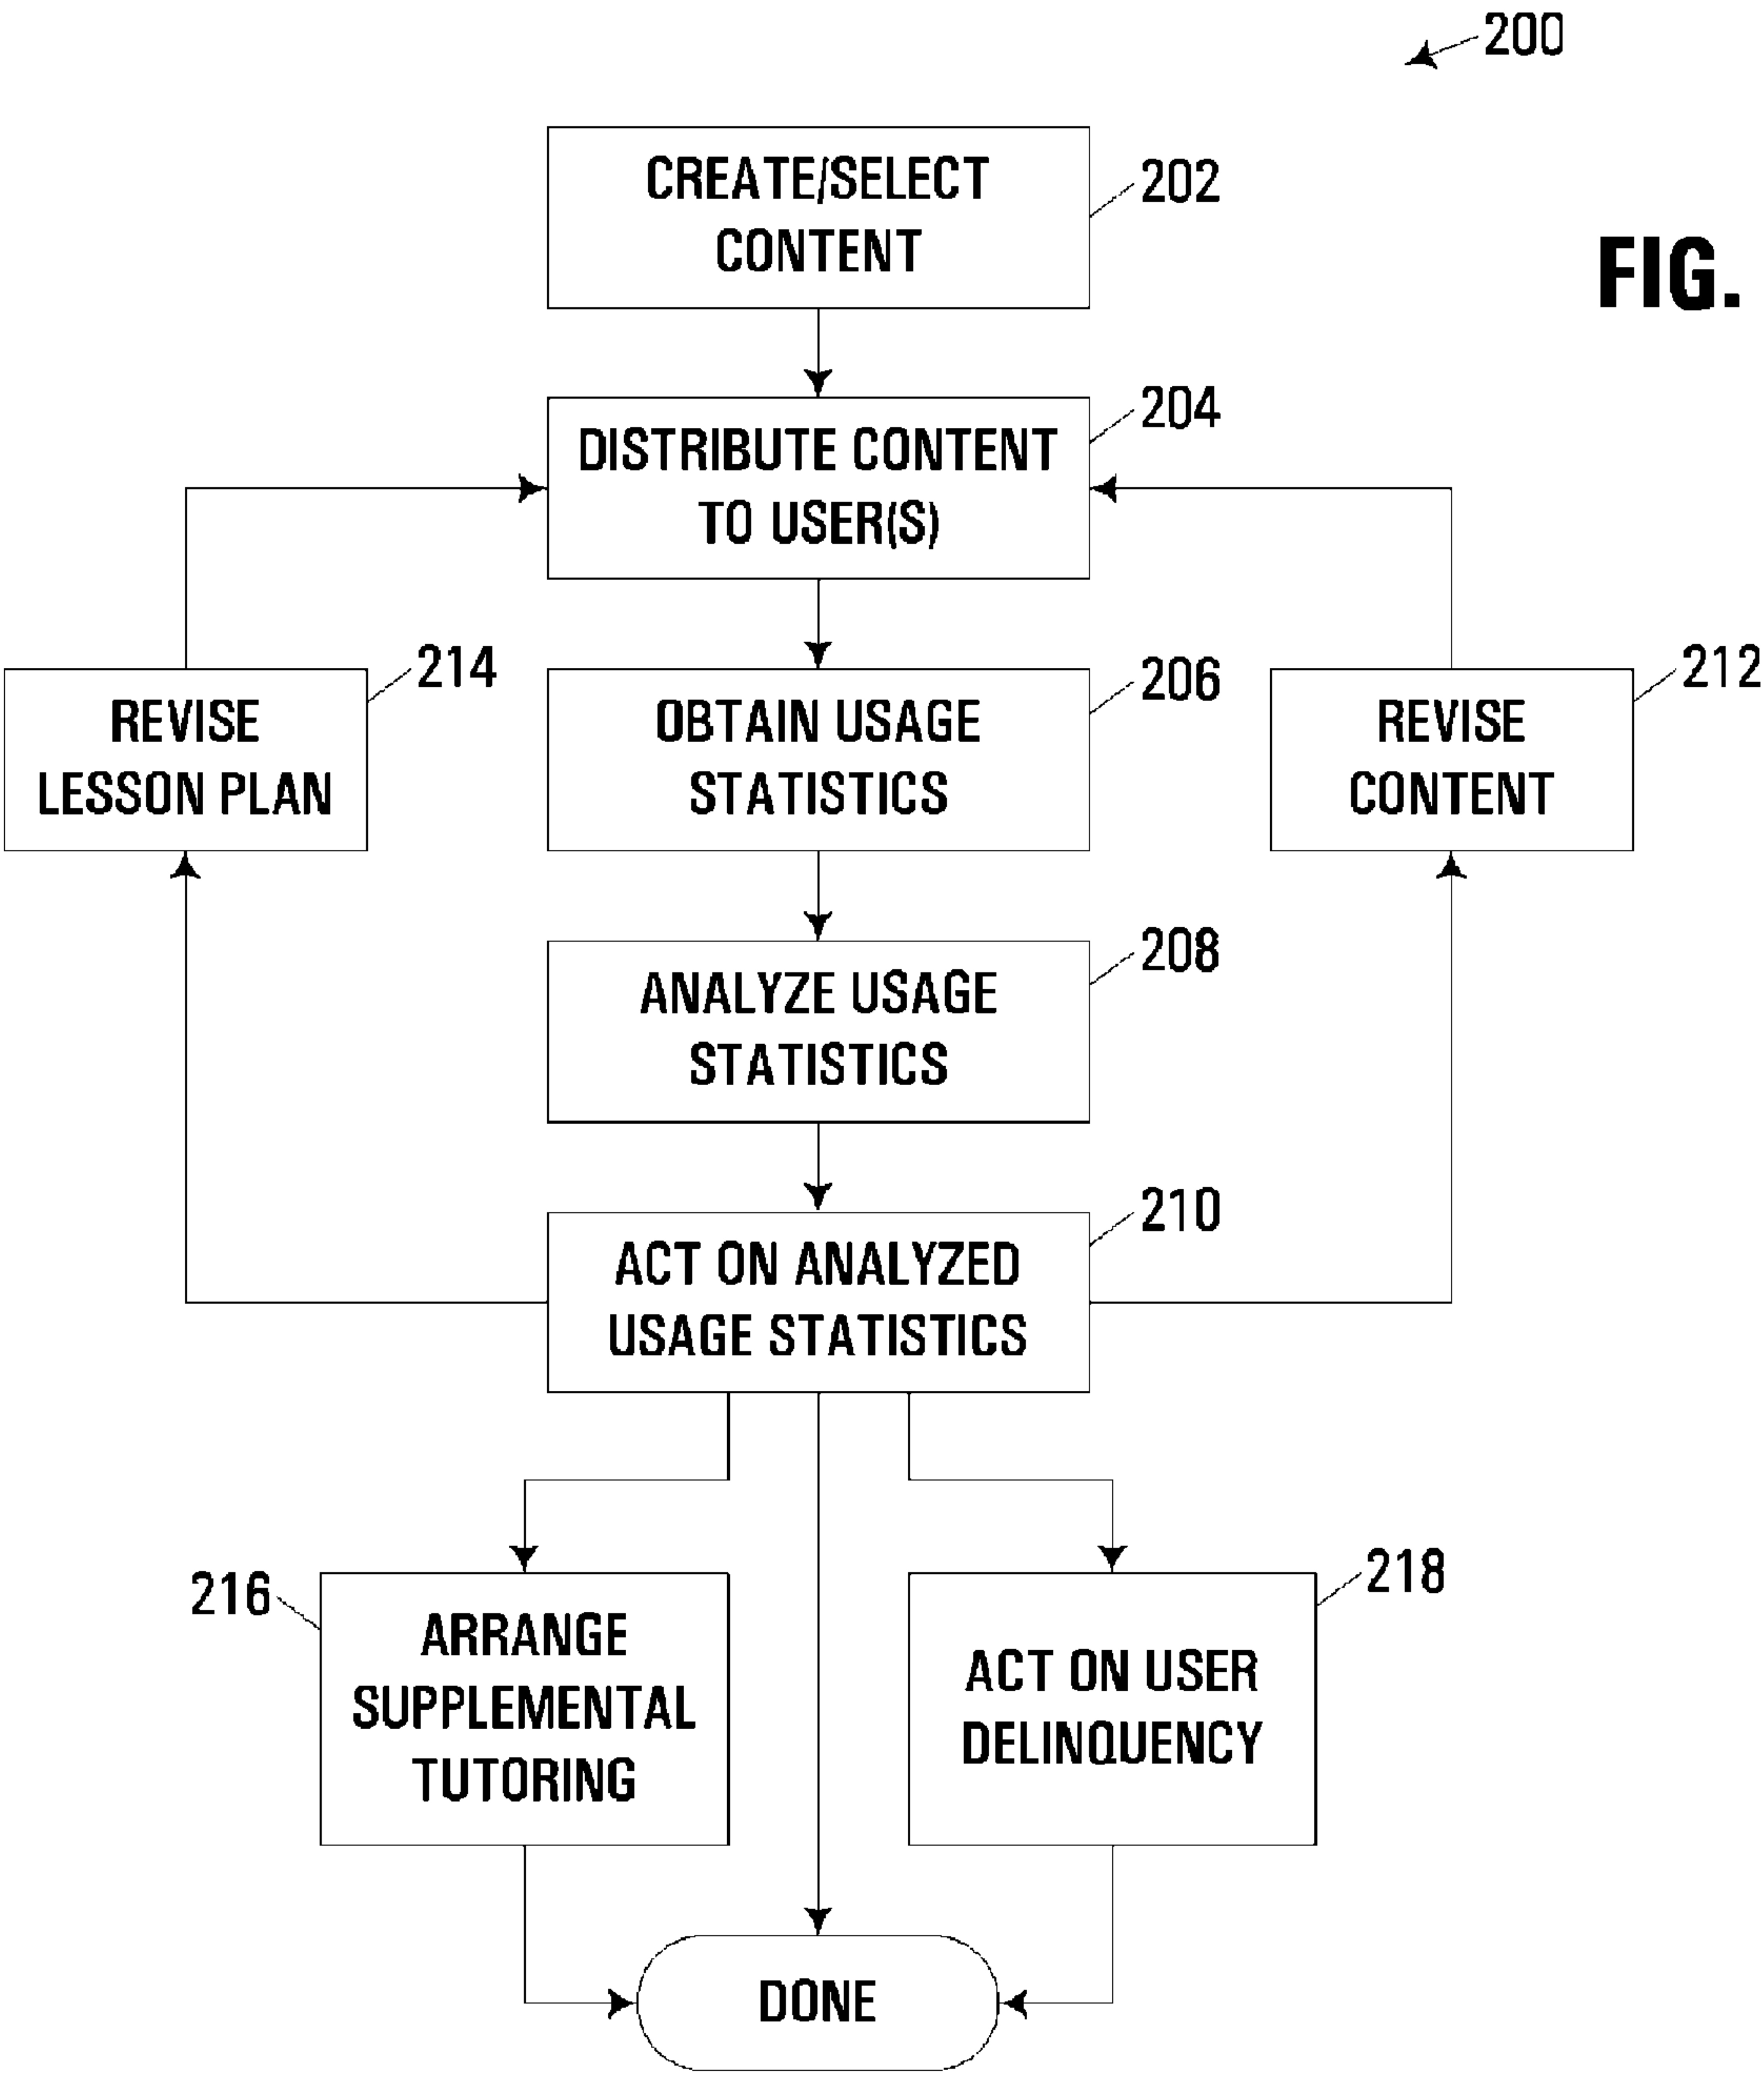 200
CREATE/SELECT
CONTENT
202
FIG.
DISTRIBUTE CONTENT
TO USER(S)
204
REVISE
LESSON PLAN
214
OBTAIN USAGE
STATISTICS
206
REVISE
CONTENT
212
ANALYZE USAGE
STATISTICS
208
ACT ON ANALYZED
USAGE STATISTICS
210
216
ARRANGE
SUPPLEMENTAL
TUTORING
ACT ON USER
DELINQUENCY
218
DONE